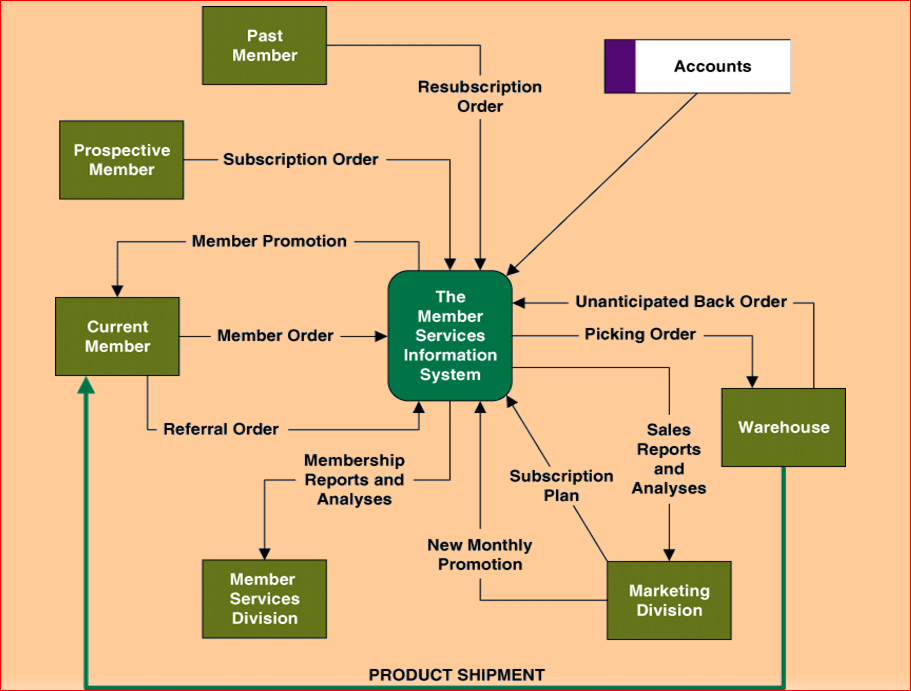 Past
Member
Accounts
Resubscription
Order
Prospective
Member
Subscription Order
Member Promotion
The
Member
Services
Information
System
Unanticipated Back Order
Current
Member
Member Order
Picking Order
Referral Order
Warehouse
Sales
Reports
and
Analyses
Membership
Reports and
Analyses
Subscription
Plan
New Monthly
Promotion
Member
Services
Division
Marketing
Division
PRODUCT SHIPMENT